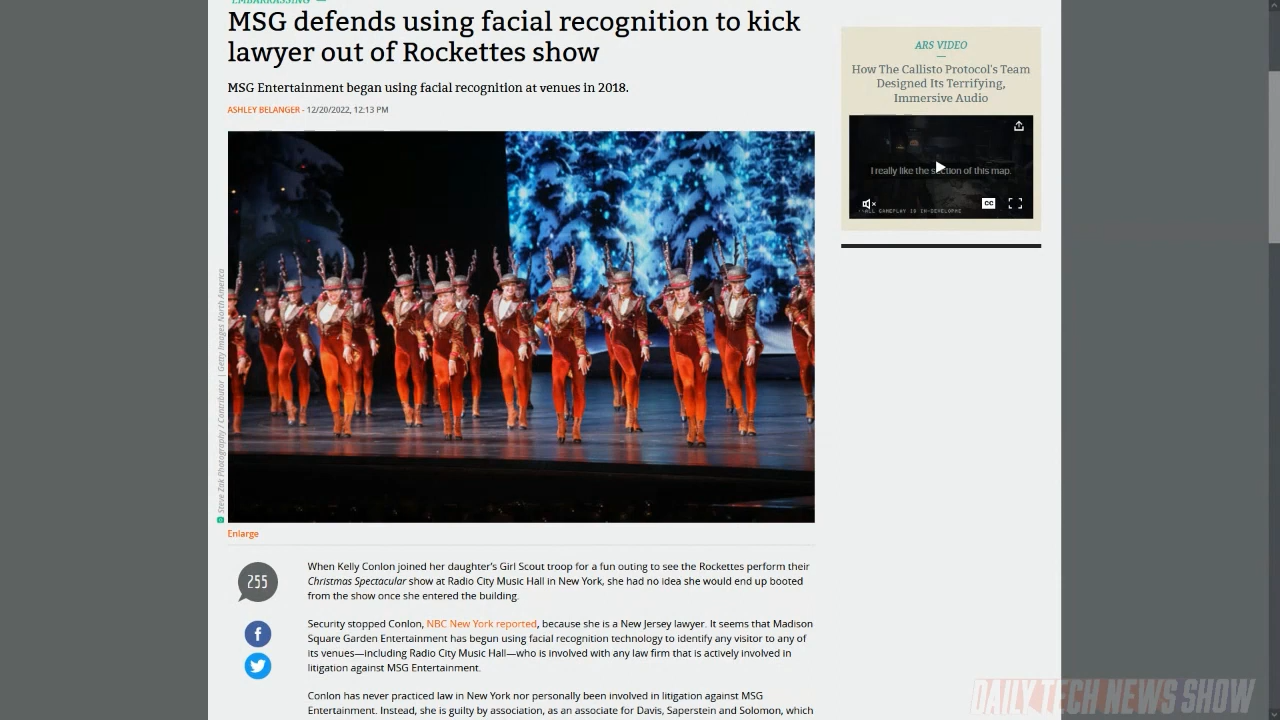 EMBARRASSING —
MSG defends using facial recognition to kick
lawyer out of Rockettes show
MSG Entertainment began using facial recognition at venues in 2018.
ASHLEY BELANGER - 12/20/2022, 12:13 PM
Steve Zak Photography / Contributor | Getty Images North America
Enlarge
255
When Kelly Conlon joined her daughter's Girl Scout troop for a fun outing to see the Rockettes perform their
Christmas Spectacular show at Radio City Music Hall in New York, she had no idea she would end up booted
from the show once she entered the building.
Security stopped Conlon, NBC New York reported, because she is a New Jersey lawyer. It seems that Madison
Square Garden Entertainment has begun using facial recognition technology to identify any visitor to any of
its venues—including Radio City Music Hall—who is involved with any law firm that is actively involved in
litigation against MSG Entertainment.
Conlon has never practiced law in New York nor personally been involved in litigation against MSG
Entertainment. Instead, she is guilty by association, as an associate for Davis, Saperstein and Solomon, which
ARS VIDEO
How The Callisto Protocol's Team
Designed Its Terrifying,
Immersive Audio
I really like the section of this map.
CC
GAMEPLAY IS IN-DEVELOPME
DAILY TECH NEWS SHOW